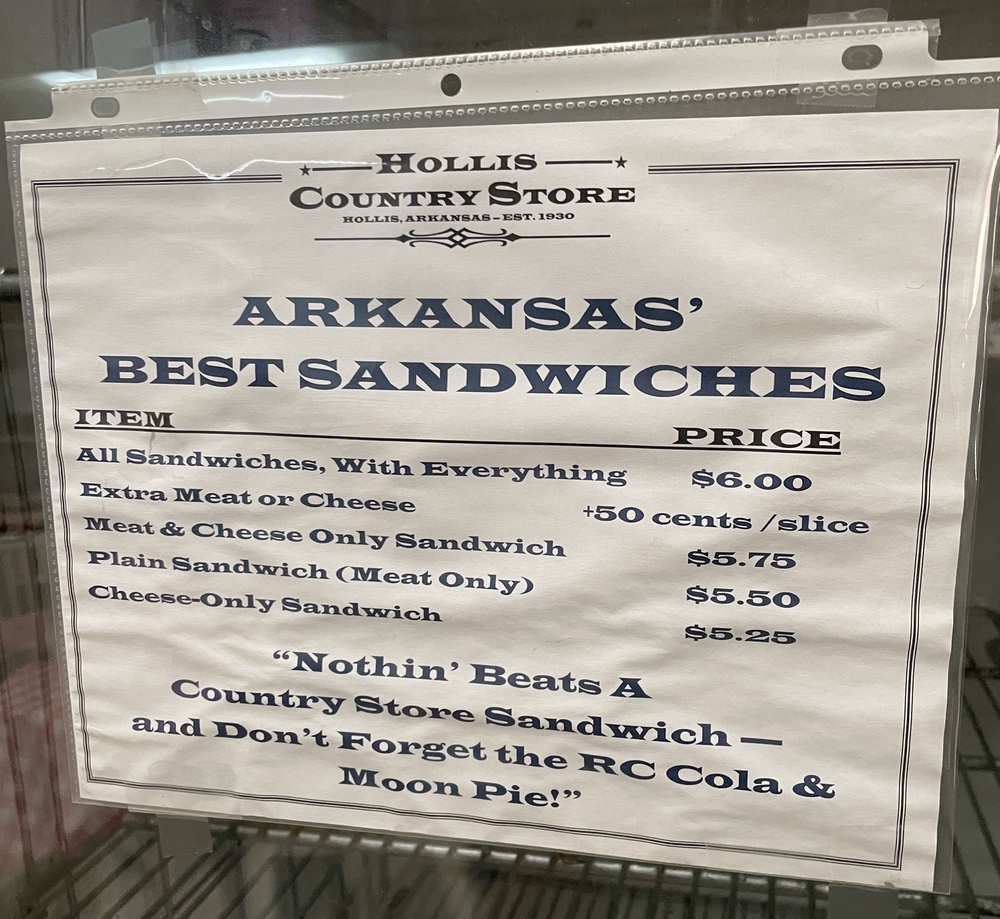 HOLLIS
COUNTRY STORE
HOLLIS, ARKANSAS – EST. 1930
ARKANSAS’
BEST SANDWICHES
ITEM PRICE
All Sandwiches, With Everything $6.00
Extra Meat or Cheese +50 cents /slice
Meat & Cheese Only Sandwich $5.75
Plain Sandwich (Meat Only) $5.50
Cheese-Only Sandwich $5.25
“Nothin’ Beats A
Country Store Sandwich —
and Don’t Forget the RC Cola &
Moon Pie!”